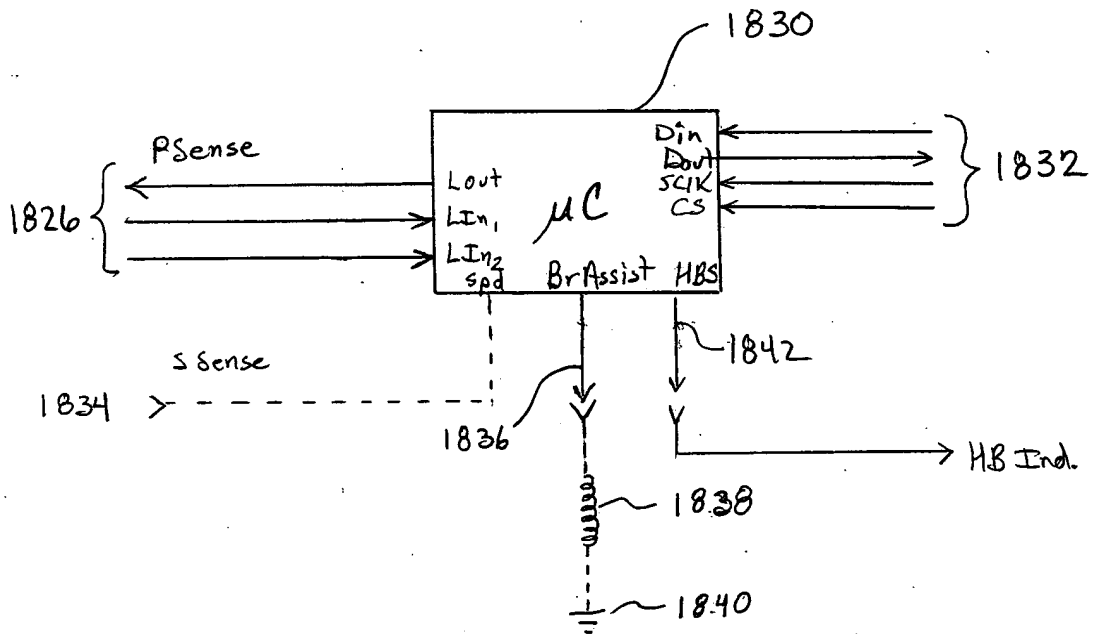 1830
PSense
1826
Lout
LIn₁
LIn₂
spd
μC
BrAssist
HBS
Din
Dout
SCLK
CS
1832
S Sense
1834
1836
1842
HB Ind.
1838
1840